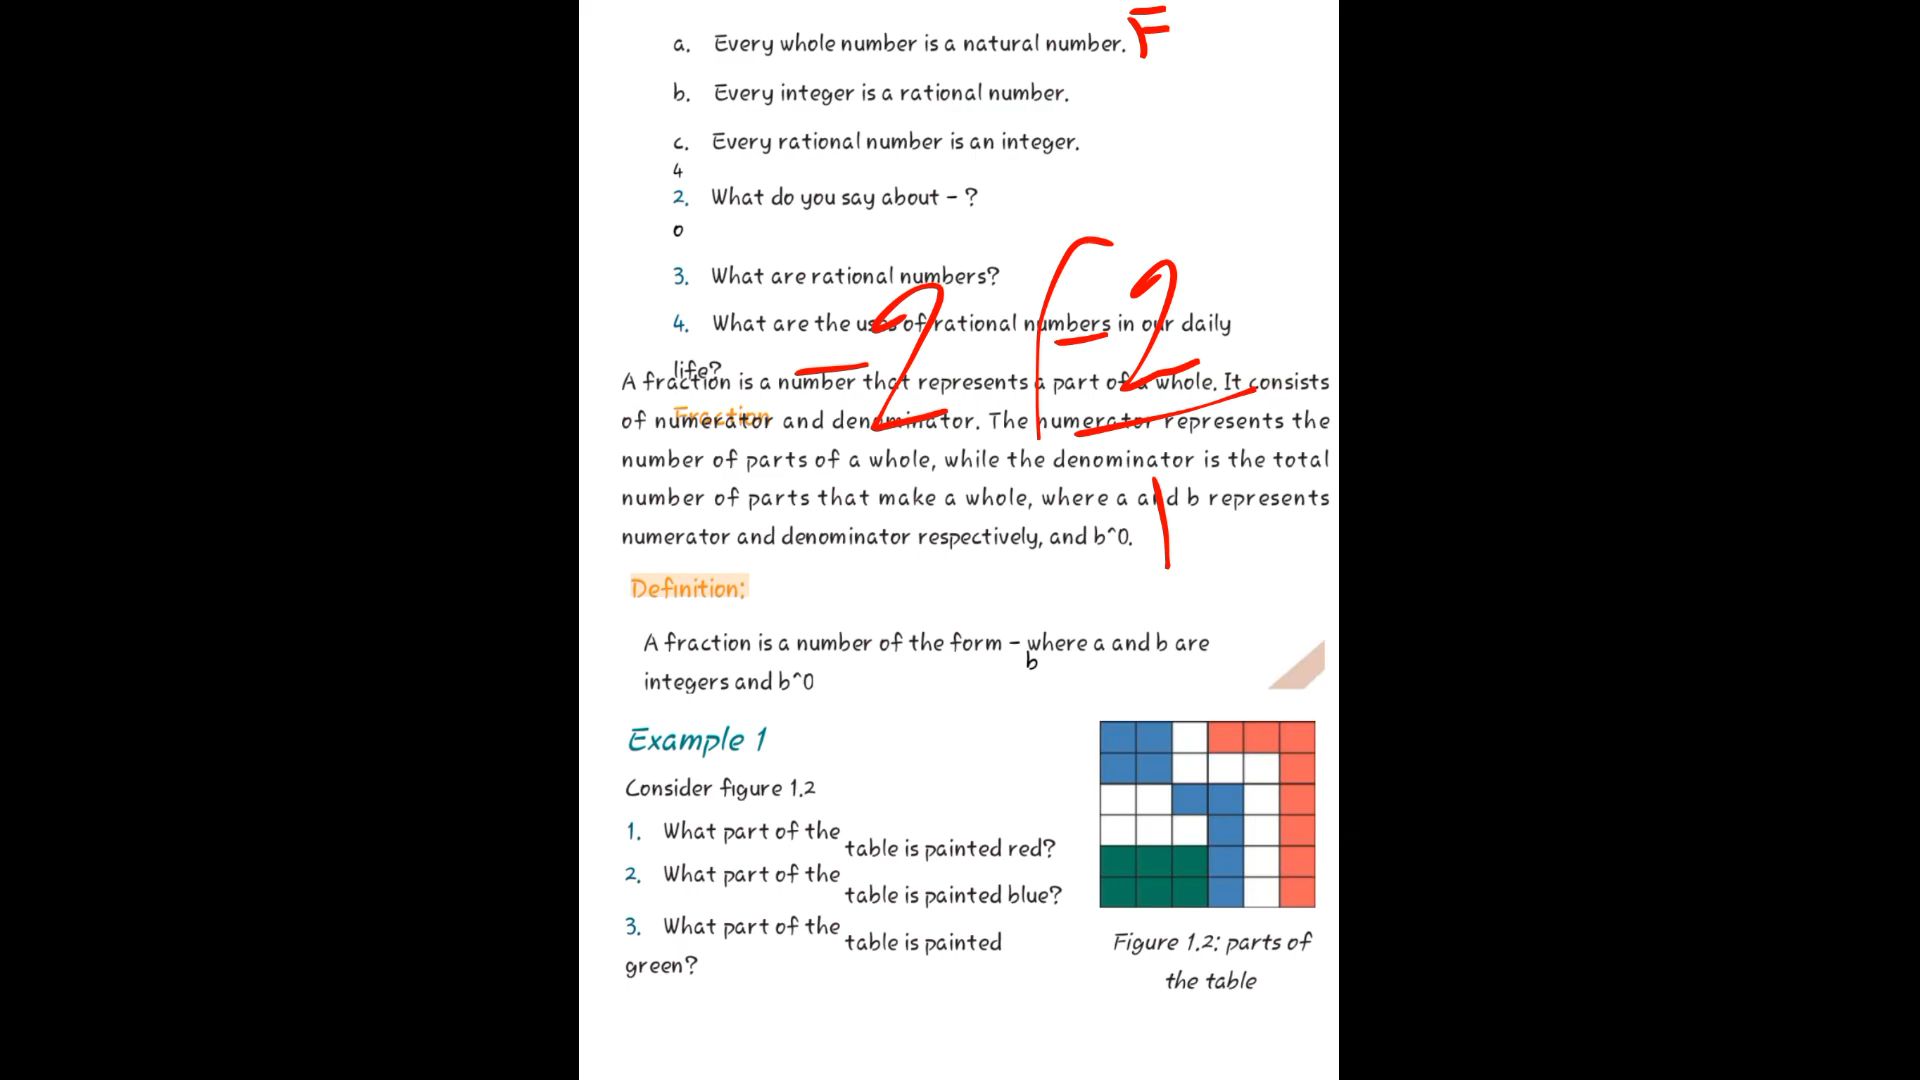 a. Every whole number is a natural number. F
b. Every integer is a rational number.
c. Every rational number is an integer.
4
2. What do you say about - ?
0
3. What are rational numbers?
4. What are the uses of rational numbers in our daily
life?
-2 (-2
1
Fraction
A fraction is a number that represents a part of a whole. It consists
of numerator and denominator. The numerator represents the
number of parts of a whole, while the denominator is the total
number of parts that make a whole, where a and b represents
numerator and denominator respectively, and b^0.
Definition:
A fraction is a number of the form - where a and b are
b
integers and b^0
Example 1
Consider figure 1.2
1. What part of the
table is painted red?
2. What part of the
table is painted blue?
3. What part of the
table is painted
green?
Figure 1.2: parts of
the table